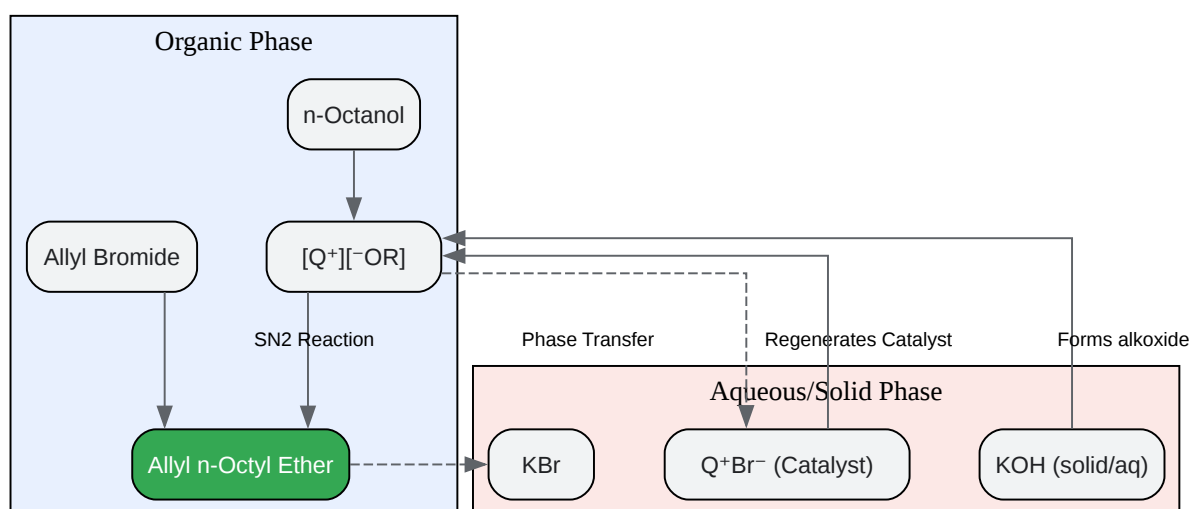 Organic Phase
n-Octanol
Allyl Bromide
[Q⁺][⁻OR]
SN2 Reaction
Phase Transfer
Regenerates Catalyst
Forms alkoxide
Aqueous/Solid Phase
Allyl n-Octyl Ether
KBr
Q⁺Br⁻ (Catalyst)
KOH (solid/aq)